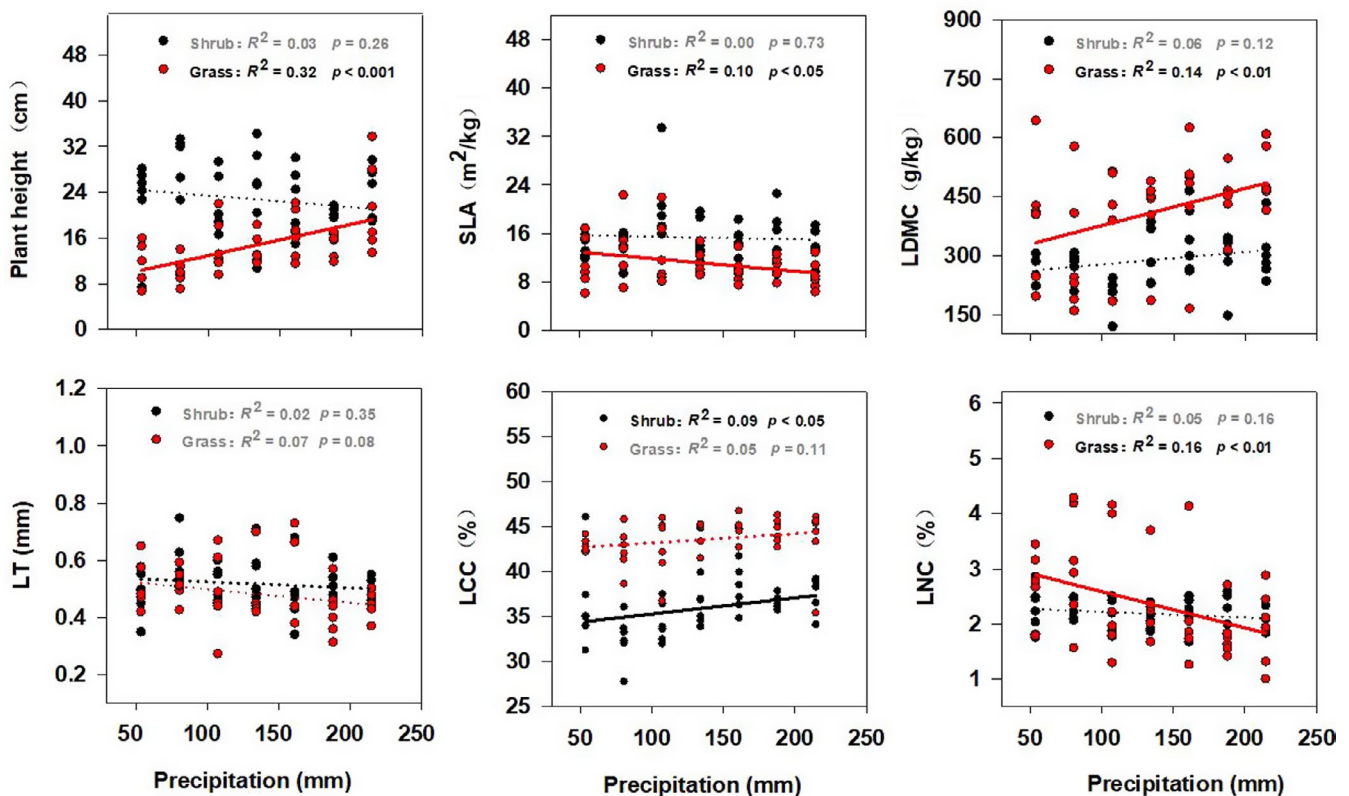 Plant height （cm）
48
40
32
24
16
8
0
Shrub: R² = 0.03 p = 0.26
Grass: R² = 0.32 p < 0.001
SLA （m²/kg）
48
40
32
24
16
8
0
Shrub: R² = 0.00 p = 0.73
Grass: R² = 0.10 p < 0.05
LDMC （g/kg）
900
750
600
450
300
150
Shrub: R² = 0.06 p = 0.12
Grass: R² = 0.14 p < 0.01
LT (mm)
1.2
1.0
0.8
0.6
0.4
0.2
Shrub: R² = 0.02 p = 0.35
Grass: R² = 0.07 p = 0.08
50 100 150 200 250
Precipitation (mm)
LCC （%）
60
55
50
45
40
35
30
25
Shrub: R² = 0.09 p < 0.05
Grass: R² = 0.05 p = 0.11
50 100 150 200 250
Precipitation (mm)
LNC （%）
6
5
4
3
2
1
Shrub: R² = 0.05 p = 0.16
Grass: R² = 0.16 p < 0.01
50 100 150 200 250
Precipitation (mm)